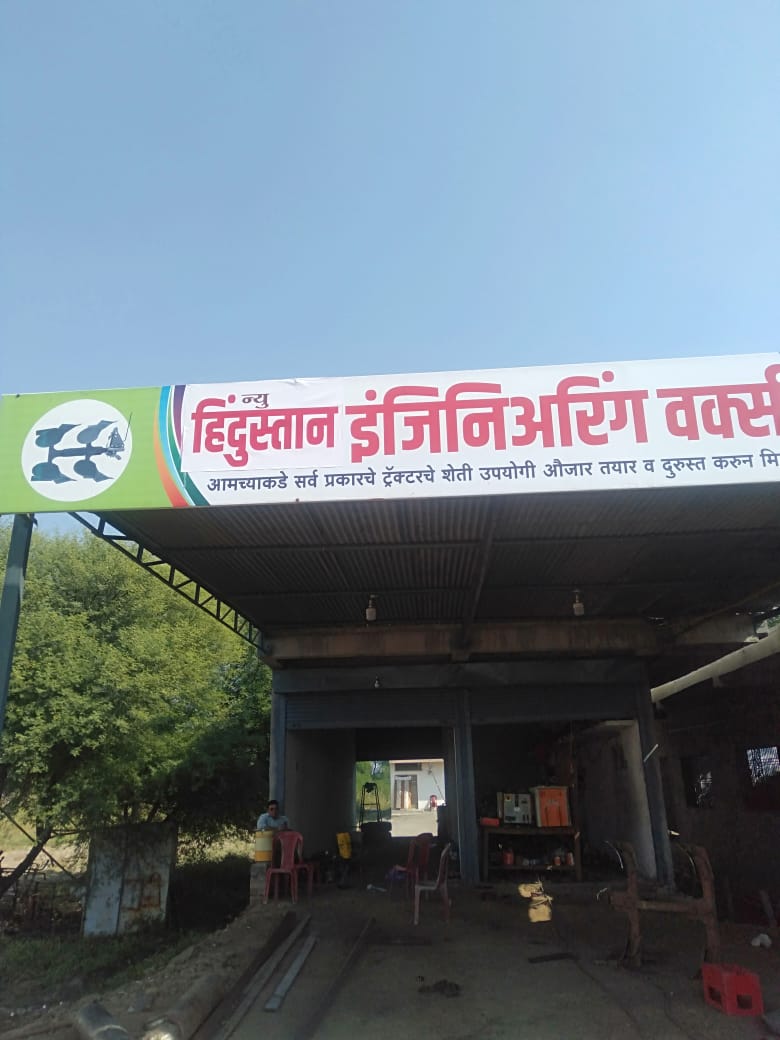 न्यु
हिंदुस्तान इंजिनिअरिंग वर्क्स
आमच्याकडे सर्व प्रकारचे ट्रॅक्टरचे शेती उपयोगी औजार तयार व दुरुस्त करुन